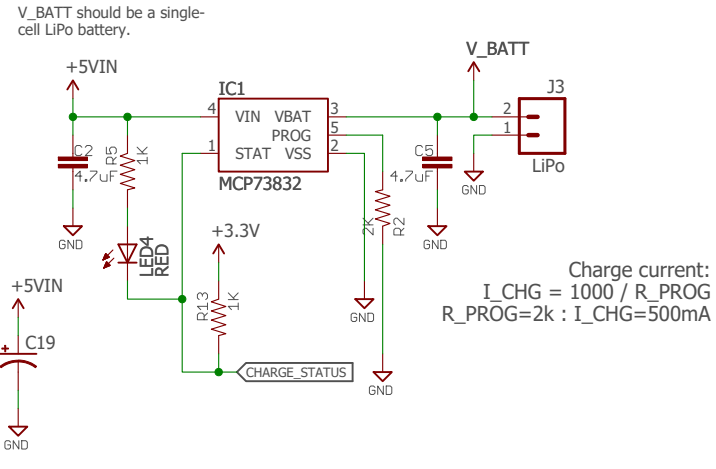 V_BATT should be a single-
cell LiPo battery.
+5VIN
V_BATT
IC1
J3
4 VIN VBAT 3
PROG 5
1 STAT VSS 2
MCP73832
2
1
LiPo
C2
4.7uF
R5
1K
C5
4.7uF
GND
GND
GND
2K
R2
LED4
RED
+3.3V
R13
1K
GND
GND
CHARGE_STATUS
Charge current:
I_CHG = 1000 / R_PROG
R_PROG=2k : I_CHG=500mA
+5VIN
+
C19
GND